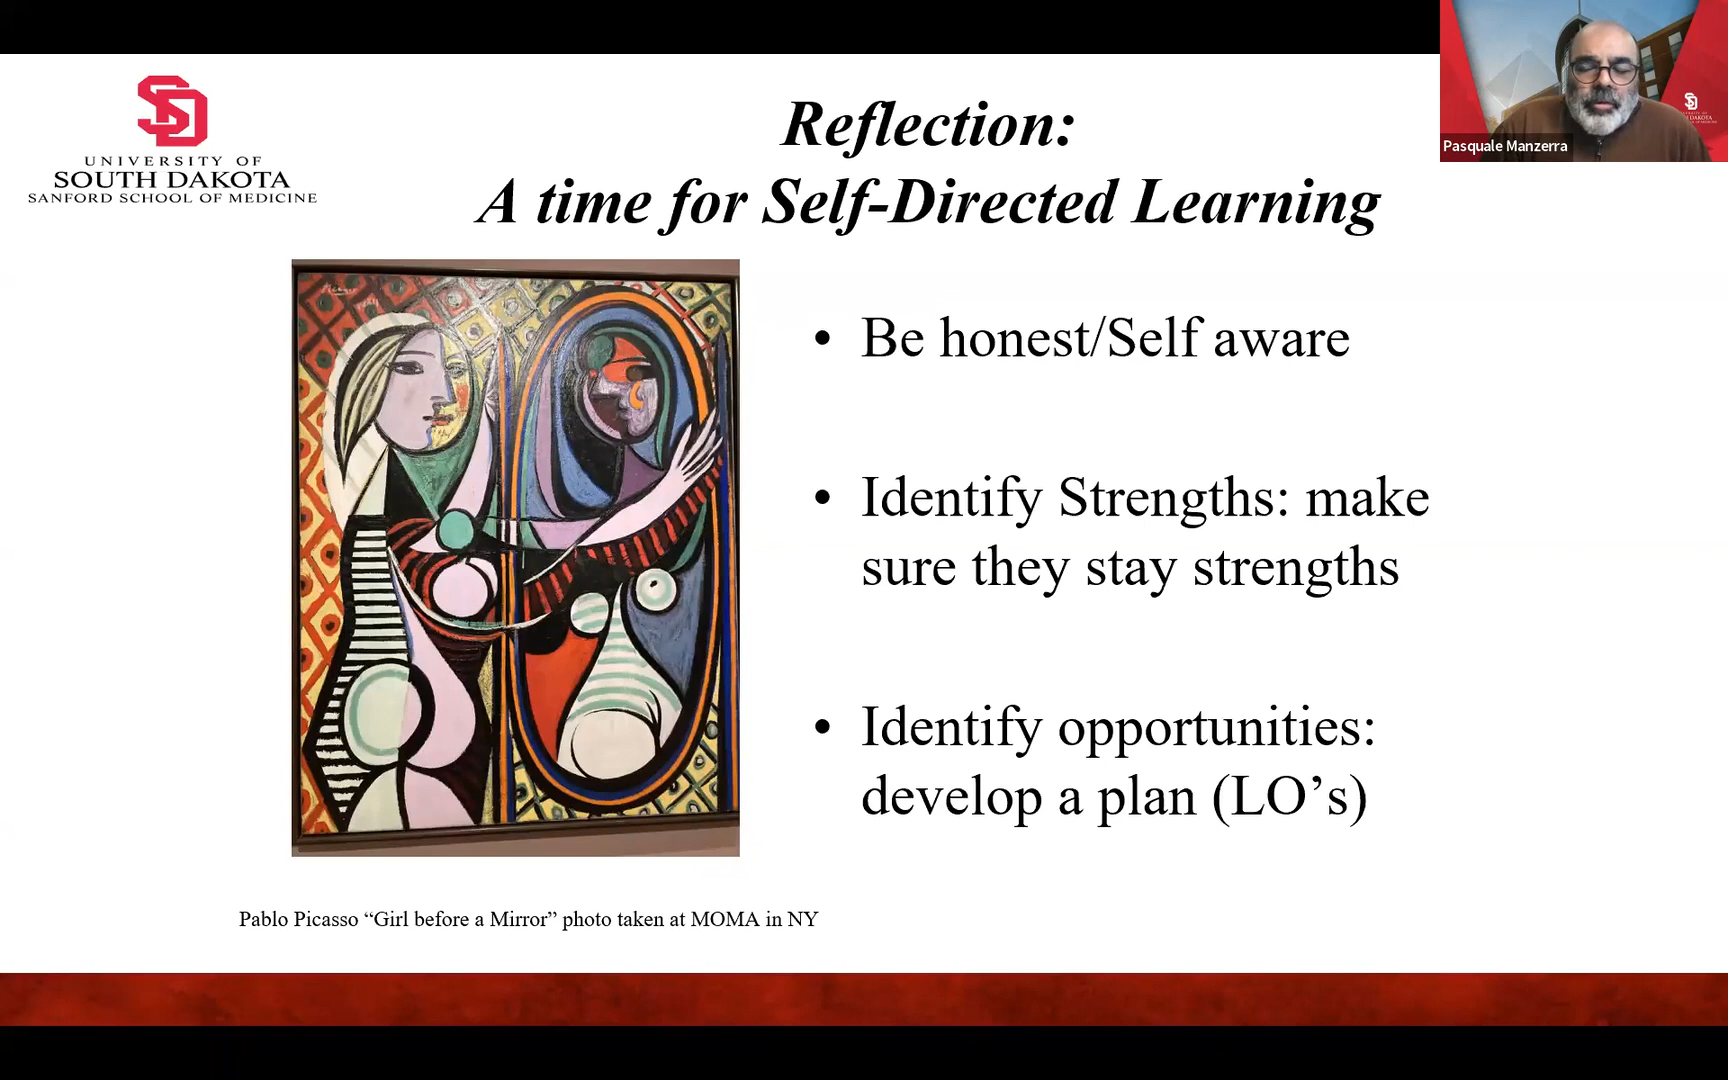 UNIVERSITY OF
SOUTH DAKOTA
SANFORD SCHOOL OF MEDICINE
Reflection:
A time for Self-Directed Learning
Pasquale Manzerra
• Be honest/Self aware
• Identify Strengths: make
sure they stay strengths
• Identify opportunities:
develop a plan (LO’s)
Pablo Picasso “Girl before a Mirror” photo taken at MOMA in NY